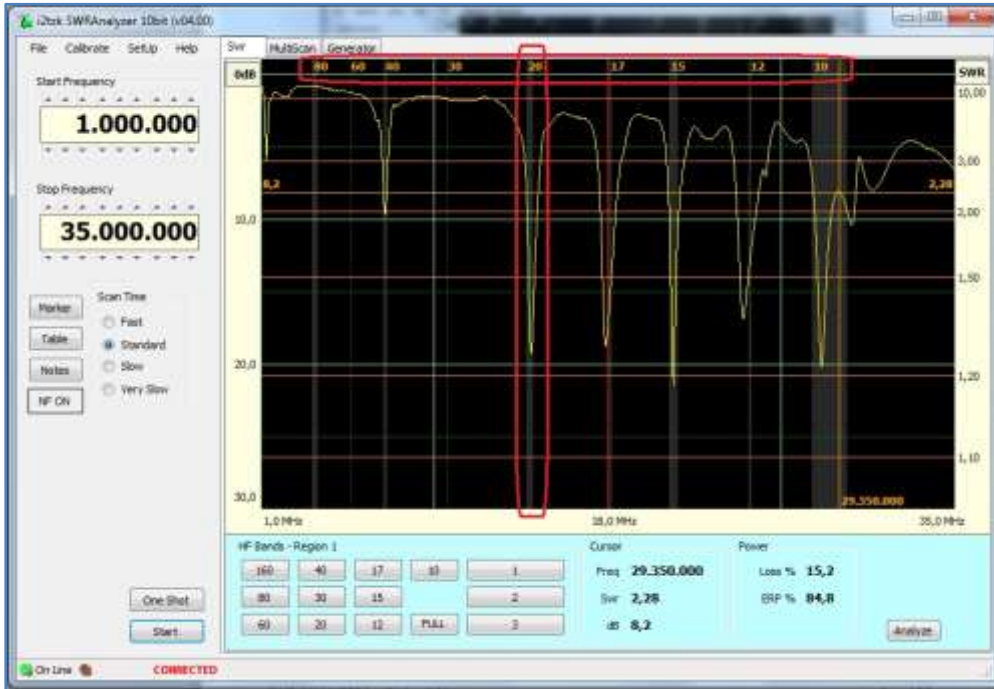 i2tzk SWRAnalyzer 10bit (v04.00)
File Calibrate SetUp Help
Swr MultiScan Generator
Start Frequency
1.000.000
Stop Frequency
35.000.000
Marker
Table
Notes
NF ON
Scan Time
Fast
Standard
Slow
Very Slow
One Shot
Start
0dB 80 60 40 30 20 17 15 12 10 SWR
10,00
3,00
8,2 2,28
10,0 2,00
1,50
20,0
1,20
1,10
30,0 29.350.000
1,0 MHz 18,0 MHz 35,0 MHz
HF Bands - Region 1
160 40 17 10 1
80 30 15 2
60 20 12 FULL 3
Cursor
Freq 29.350.000
Swr 2,28
dB 8,2
Power
Loss % 15,2
ERP % 84,8
Analyze
On Line CONNECTED